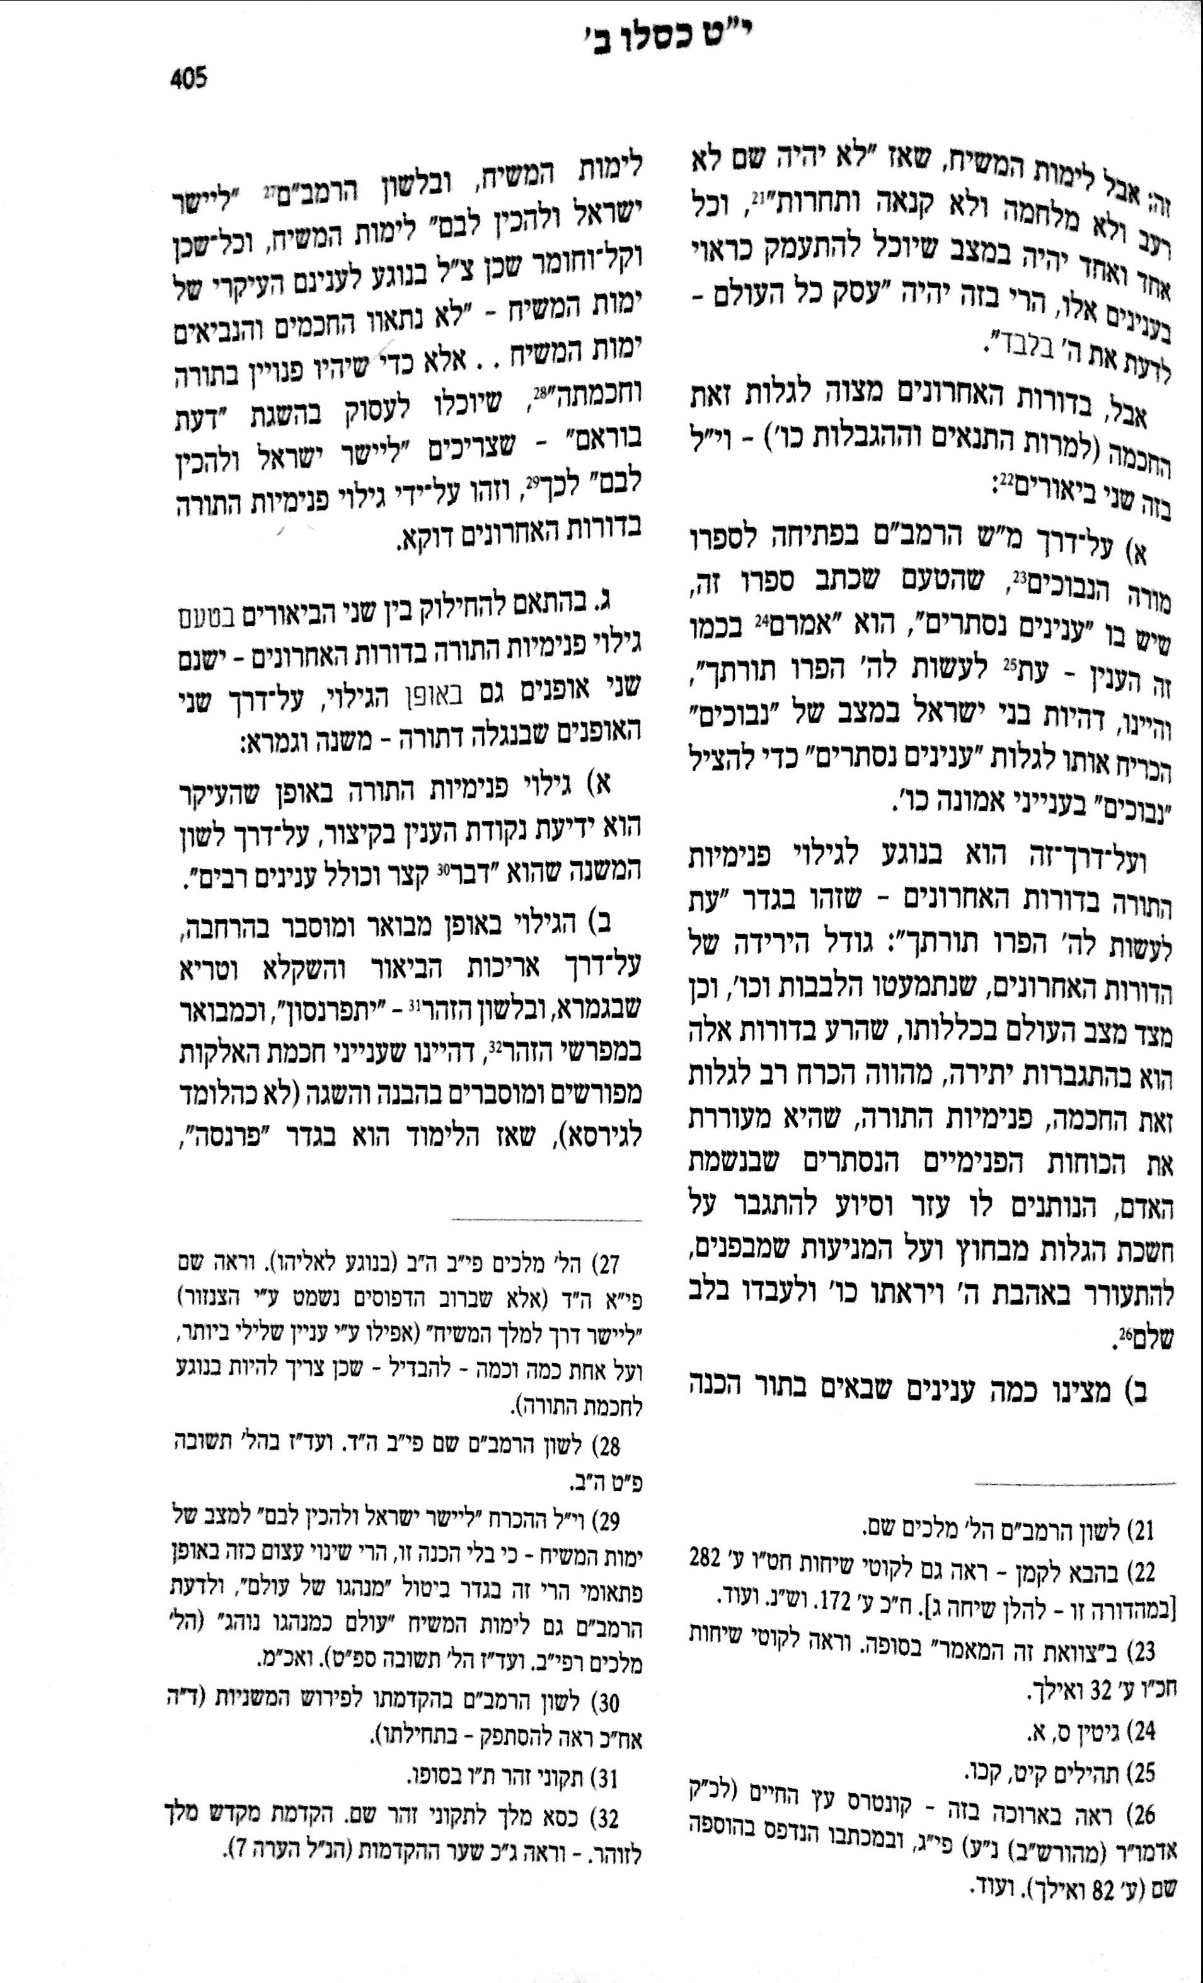 י״ט כסלו ב׳
405
זה; אבל לימות המשיח, שאז ״לא יהיה שם לא
רעב ולא מלחמה ולא קנאה ותחרות״21, וכל
אחד ואחד יהיה במצב שיוכל להתעמק כראוי
בענינים אלו, הרי בזה יהיה ״עסק כל העולם –
לדעת את ה׳ בלבד״.
אבל, בדורות האחרונים מצוה לגלות זאת
החכמה (למרות התנאים וההגבלות כו׳) – וי״ל
בזה שני ביאורים22:
א) על־דרך מ״ש הרמב״ם בפתיחה לספרו
מורה הנבוכים23, שהטעם שכתב ספרו זה,
שיש בו ״ענינים נסתרים״, הוא ״אמרם24 בכמו
זה הענין – עת25 לעשות לה׳ הפרו תורתך״,
והיינו, דהיות בני ישראל במצב של ״נבוכים״
הכריח אותו לגלות ״ענינים נסתרים״ כדי להציל
״נבוכים״ בענייני אמונה כו׳.
ועל־דרך־זה הוא בנוגע לגילוי פנימיות
התורה בדורות האחרונים – שזהו בגדר ״עת
לעשות לה׳ הפרו תורתך״: גודל הירידה של
הדורות האחרונים, שנתמעטו הלבבות וכו׳, וכן
מצד מצב העולם בכללותו, שהרע בדורות אלה
הוא בהתגברות יתירה, מהווה הכרח רב לגלות
זאת החכמה, פנימיות התורה, שהיא מעוררת
את הכוחות הפנימיים הנסתרים שבנשמת
האדם, הנותנים לו עזר וסיוע להתגבר על
חשכת הגלות מבחוץ ועל המניעות שמבפנים,
להתעורר באהבת ה׳ ויראתו כו׳ ולעבדו בלב
שלם26.
ב) מצינו כמה ענינים שבאים בתור הכנה
21) לשון הרמב״ם הל׳ מלכים שם.
22) בהבא לקמן – ראה גם לקוטי שיחות חט״ו ע׳ 282
[במהדורה זו – להלן שיחה ג]. ח״כ ע׳ 172. וש״נ. ועוד.
23) ב״צוואת זה המאמר״ בסופה. וראה לקוטי שיחות
חכ״ו ע׳ 32 ואילך.
24) גיטין ס, א.
25) תהילים קיט, קכו.
26) ראה בארוכה בזה – קונטרס עץ החיים (לכ״ק
אדמו״ר (מהורש״ב) נ״ע) פי״ג, ובמכתבו הנדפס בהוספה
שם (ע׳ 82 ואילך). ועוד.
לימות המשיח, ובלשון הרמב״ם27 ״ליישר
ישראל ולהכין לבם״ לימות המשיח, וכל־שכן
וקל־וחומר שכן צ״ל בנוגע לענינם העיקרי של
ימות המשיח – ״לא נתאוו החכמים והנביאים
ימות המשיח . . אלא כדי שיהיו פנויין בתורה
וחכמתה״28, שיוכלו לעסוק בהשגת ״דעת
בוראם״ – שצריכים ״ליישר ישראל ולהכין
לבם״ לכך29, וזהו על־ידי גילוי פנימיות התורה
בדורות האחרונים דוקא.
ג. בהתאם להחילוק בין שני הביאורים בטעם
גילוי פנימיות התורה בדורות האחרונים – ישנם
שני אופנים גם באופן הגילוי, על־דרך שני
האופנים שבנגלה דתורה – משנה וגמרא:
א) גילוי פנימיות התורה באופן שהעיקר
הוא ידיעת נקודת הענין בקיצור, על־דרך לשון
המשנה שהוא ״דבר30 קצר וכולל ענינים רבים״.
ב) הגילוי באופן מבואר ומוסבר בהרחבה,
על־דרך אריכות הביאור והשקלא וטריא
שבגמרא, ובלשון הזהר31 – ״יתפרנסון״, וכמבואר
במפרשי הזהר32, דהיינו שענייני חכמת האלקות
מפורשים ומוסברים בהבנה והשגה (לא כהלומד
לגירסא), שאז הלימוד הוא בגדר ״פרנסה״,
27) הל׳ מלכים פי״ב ה״ב (בנוגע לאליהו). וראה שם
פי״א ה״ד (אלא שברוב הדפוסים נשמט ע״י הצנזור)
״ליישר דרך למלך המשיח״ (אפילו ע״י עניין שלילי ביותר,
ועל אחת כמה וכמה – להבדיל – שכן צריך להיות בנוגע
לחכמת התורה).
28) לשון הרמב״ם שם פי״ב ה״ד. ועד״ז בהל׳ תשובה
פ״ט ה״ב.
29) וי״ל ההכרח ״ליישר ישראל ולהכין לבם״ למצב של
ימות המשיח – כי בלי הכנה זו, הרי שינוי עצום כזה באופן
פתאומי הרי זה בגדר ביטול ״מנהגו של עולם״, ולדעת
הרמב״ם גם לימות המשיח ״עולם כמנהגו נוהג״ (הל׳
מלכים רפי״ב. ועד״ז הל׳ תשובה ספ״ט). ואכ״מ.
30) לשון הרמב״ם בהקדמתו לפירוש המשניות (ד״ה
אח״כ ראה להסתפק – בתחילתו).
31) תקוני זהר ת״ו בסופו.
32) כסא מלך לתקוני זהר שם. הקדמת מקדש מלך
לזוהר. – וראה ג״כ שער ההקדמות (הנ״ל הערה 7).